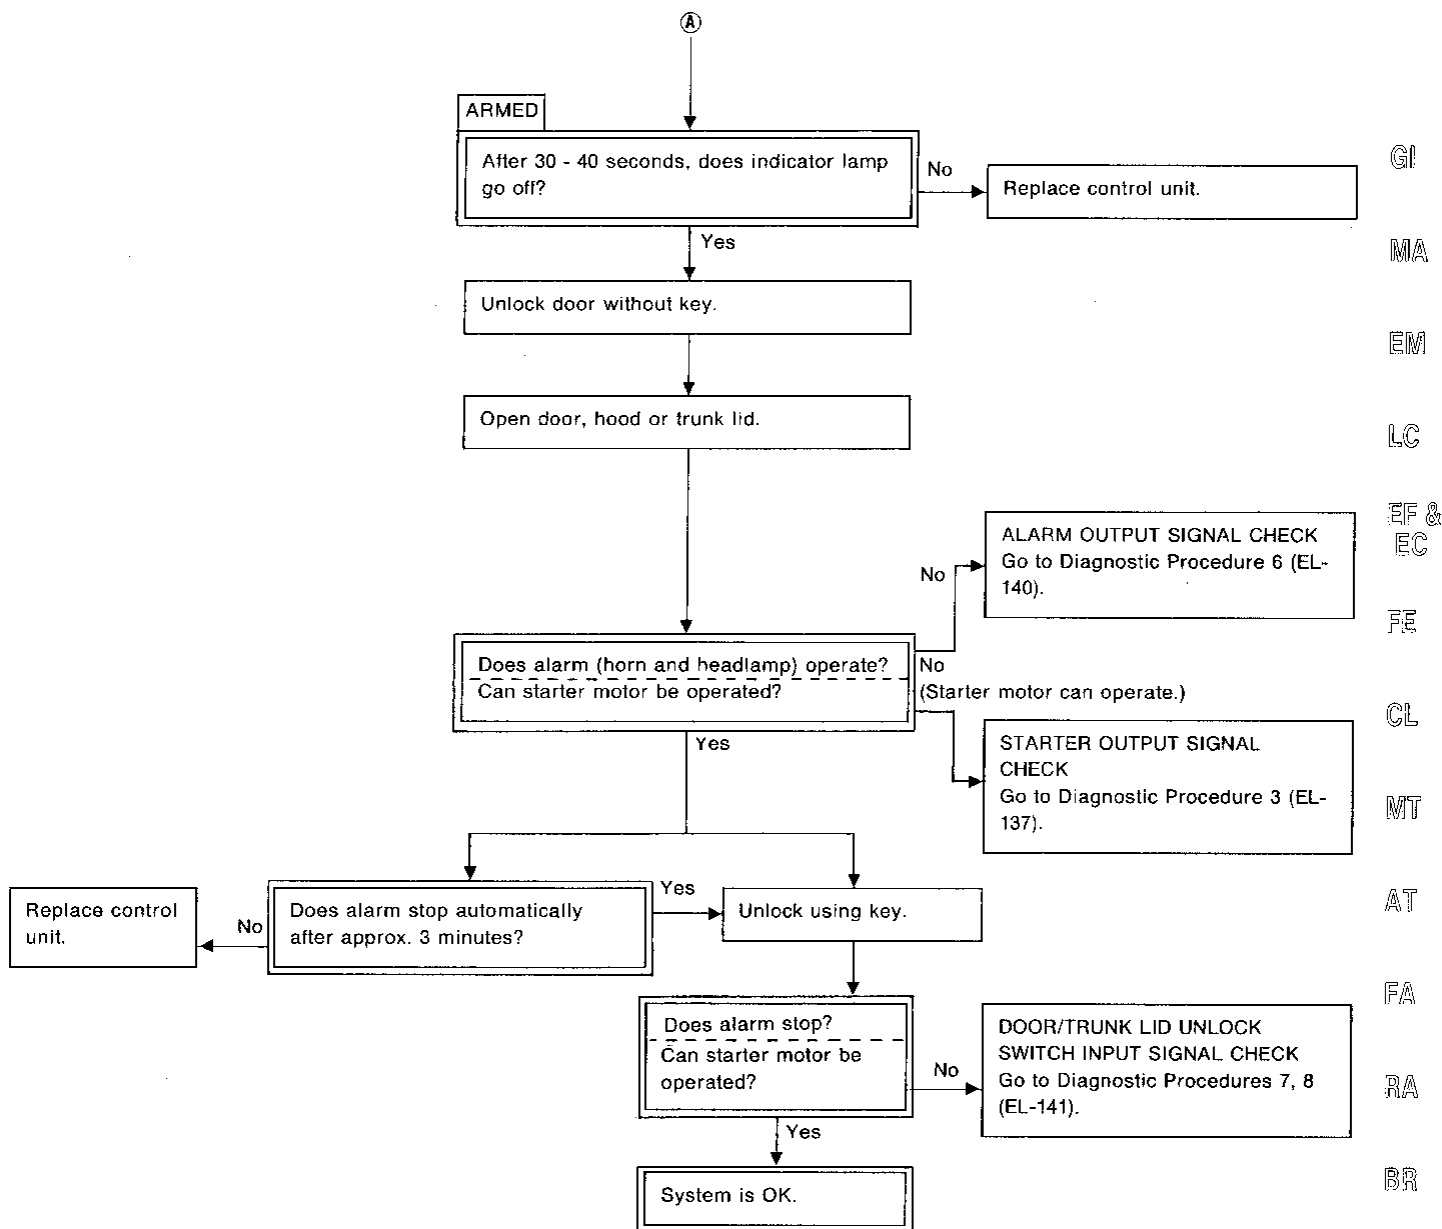 A
ARMED
After 30 - 40 seconds, does indicator lamp
go off?
No
Replace control unit.
Yes
Unlock door without key.
Open door, hood or trunk lid.
ALARM OUTPUT SIGNAL CHECK
Go to Diagnostic Procedure 6 (EL-
140).
No
Does alarm (horn and headlamp) operate?
Can starter motor be operated?
No
(Starter motor can operate.)
Yes
STARTER OUTPUT SIGNAL
CHECK
Go to Diagnostic Procedure 3 (EL-
137).
Replace control
unit.
No
Does alarm stop automatically
after approx. 3 minutes?
Yes
Unlock using key.
Does alarm stop?
Can starter motor be
operated?
No
DOOR/TRUNK LID UNLOCK
SWITCH INPUT SIGNAL CHECK
Go to Diagnostic Procedures 7, 8
(EL-141).
Yes
System is OK.
GI
MA
EM
LC
EF &
EC
FE
CL
MT
AT
FA
RA
BR